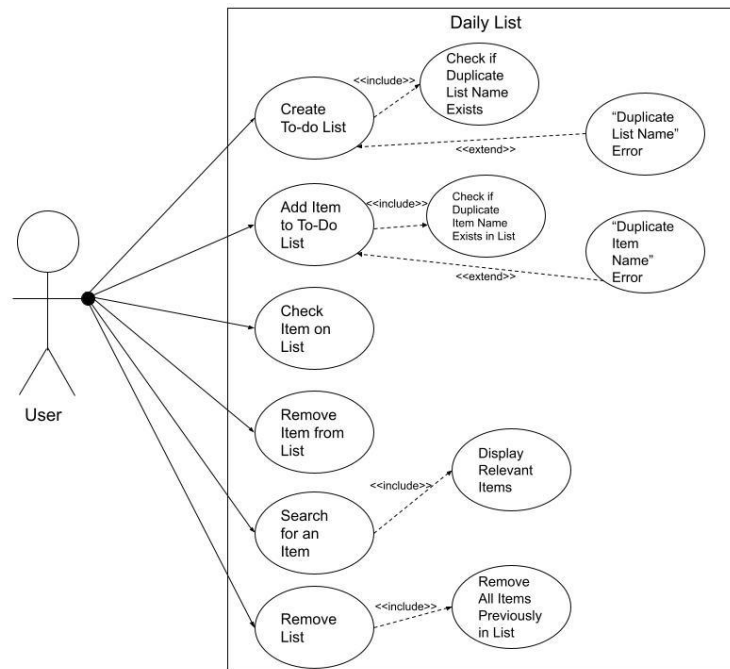 Daily List
<<include>>
Check if
Duplicate
List Name
Exists
Create
To-do List
“Duplicate
List Name”
Error
<<extend>>
<<include>>
Check if
Duplicate
Item Name
Exists in List
Add Item
to To-Do
List
“Duplicate
Item
Name”
Error
<<extend>>
Check
Item on
List
User
Remove
Item from
List
Display
Relevant
Items
<<include>>
Search
for an
Item
Remove
All Items
Previously
in List
<<include>>
Remove
List